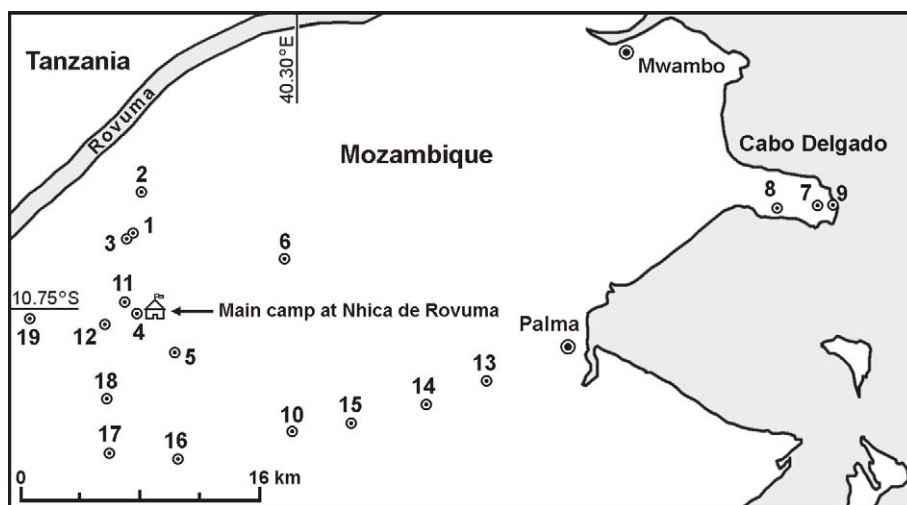 Tanzania
40.30°E
Mwambo
Rovuma
Mozambique
Cabo Delgado
2
8
7
9
1
3
6
11
10.75°S
Main camp at Nhica de Rovuma
4
19
12
Palma
5
13
18
14
10
15
17
16
0
16 km